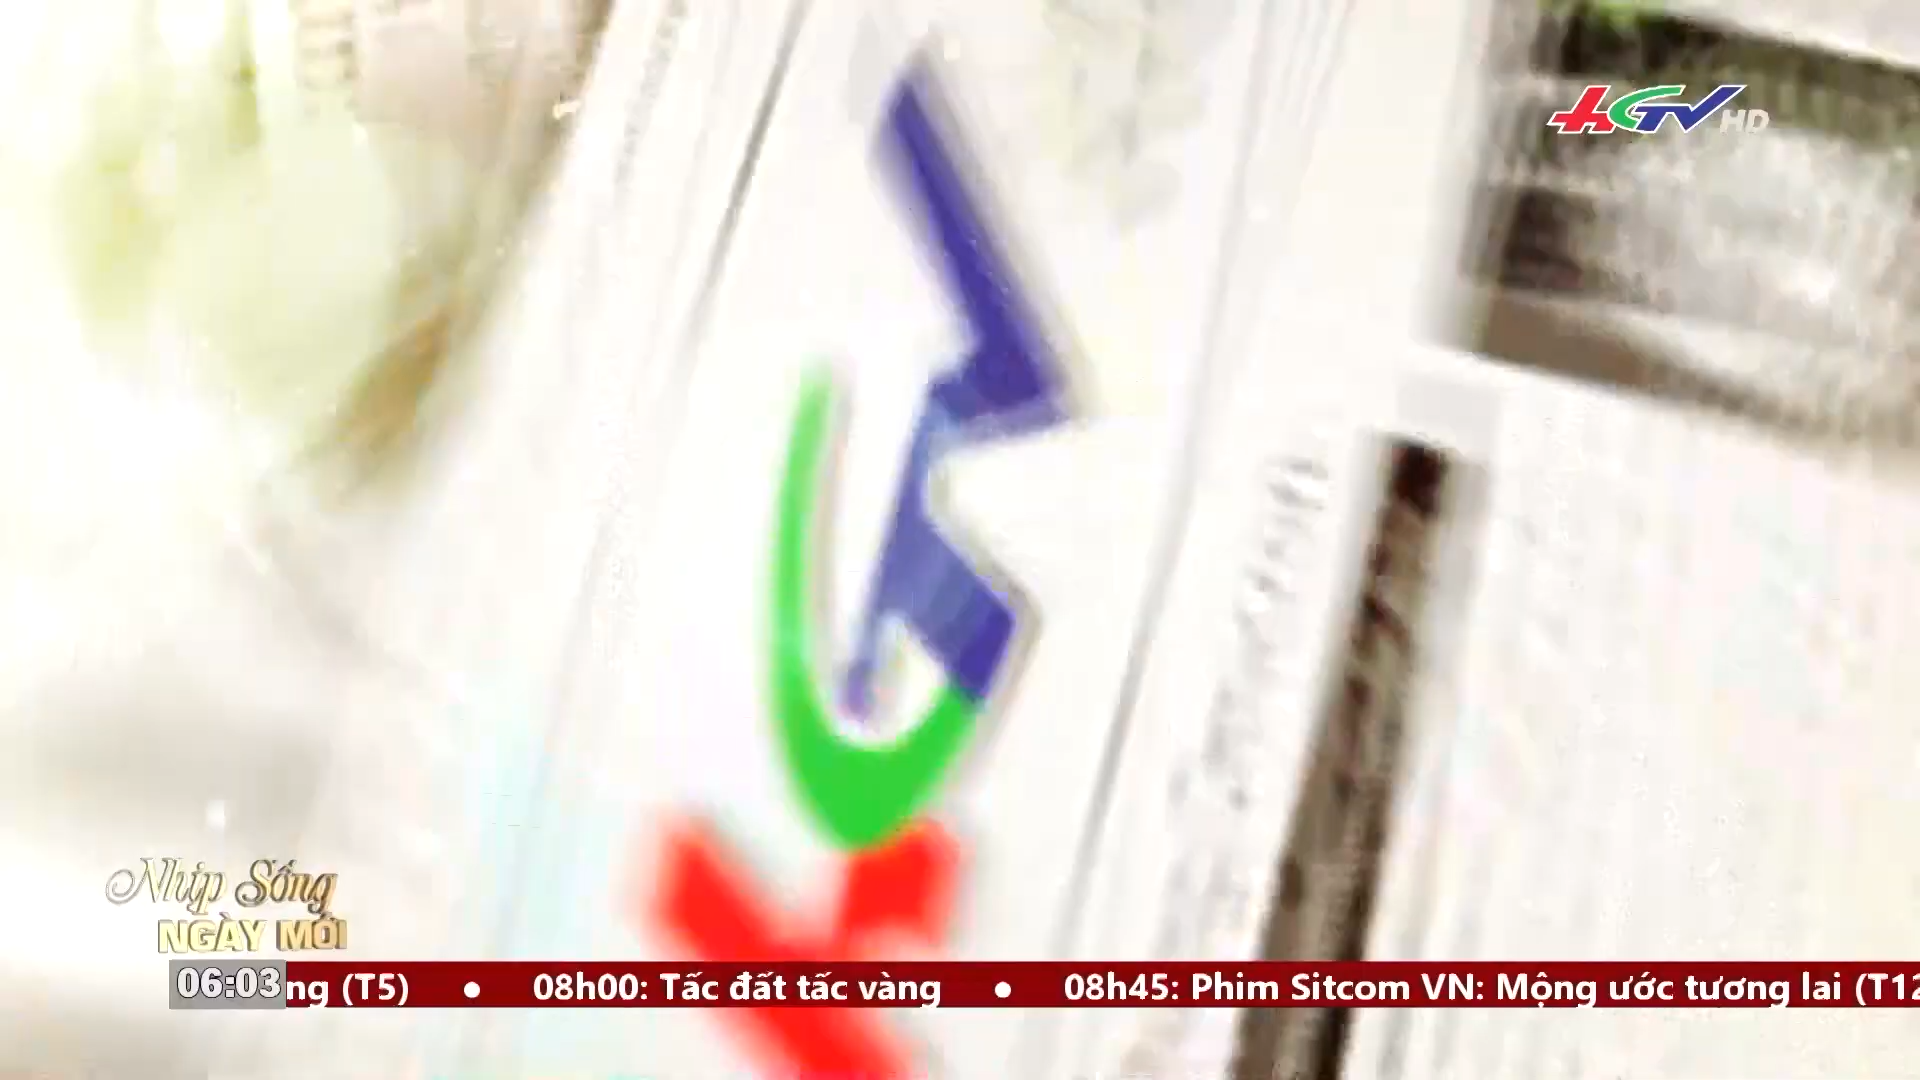 HGTV HD
Nhịp Sống
NGÀY MỚI
06:03 ng (T5) • 08h00: Tấc đất tấc vàng • 08h45: Phim Sitcom VN: Mộng ước tương lai (T12